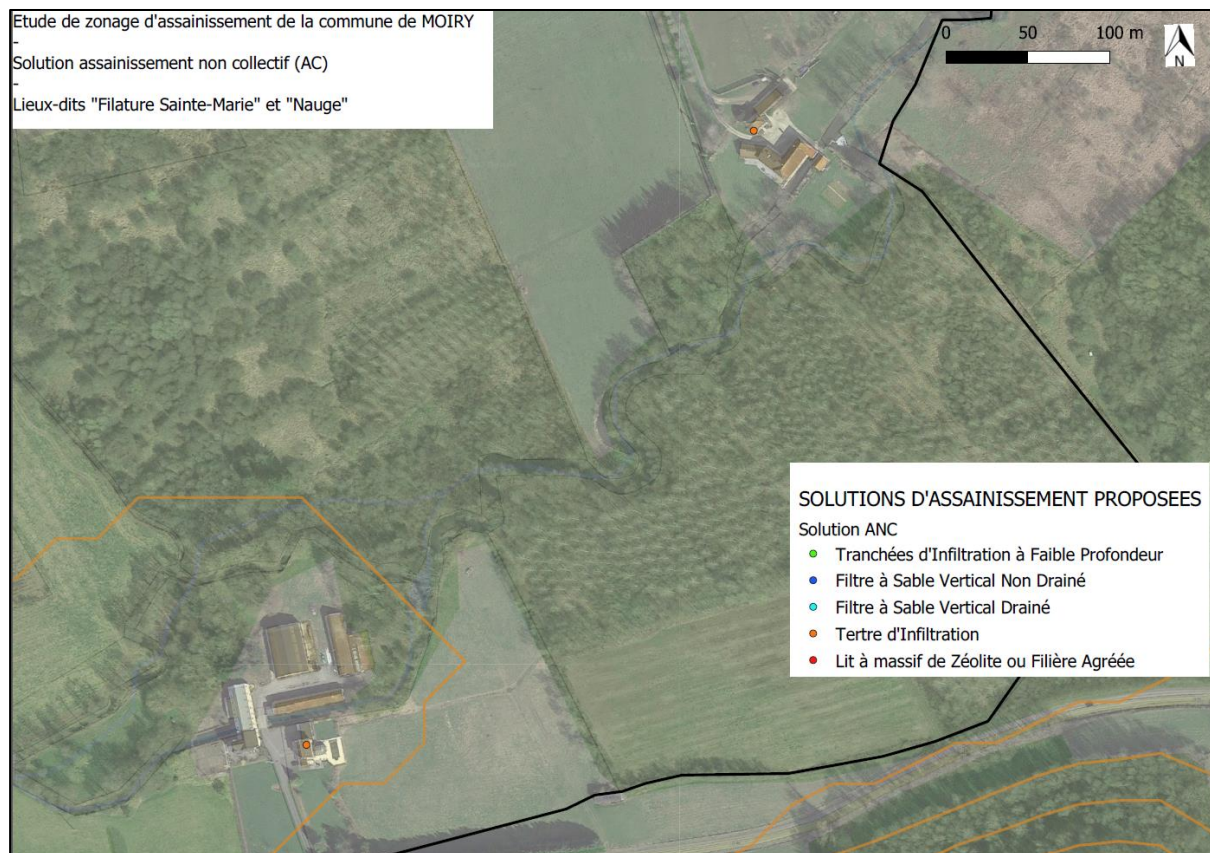 Etude de zonage d'assainissement de la commune de MOIRY
-
Solution assainissement non collectif (AC)
-
Lieux-dits "Filature Sainte-Marie" et "Nauge"
0 50 100 m
N
SOLUTIONS D'ASSAINISSEMENT PROPOSEES
Solution ANC
Tranchées d'Infiltration à Faible Profondeur
Filtre à Sable Vertical Non Drainé
Filtre à Sable Vertical Drainé
Tertre d'Infiltration
Lit à massif de Zéolite ou Filière Agréée